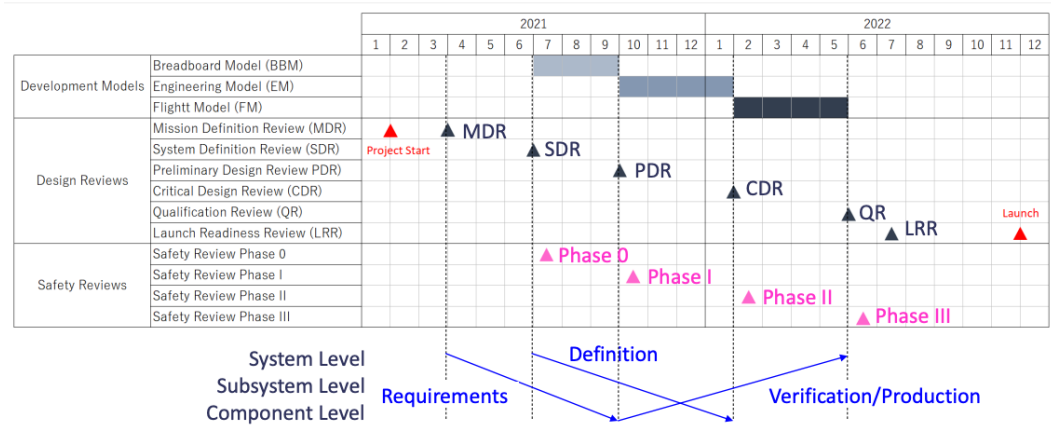 2021 2022
1 2 3 4 5 6 7 8 9 10 11 12 1 2 3 4 5 6 7 8 9 10 11 12
Development Models
Breadboard Model (BBM)
Engineering Model (EM)
Flightt Model (FM)
Design Reviews
Mission Definition Review (MDR)
MDR
Project Start
System Definition Review (SDR)
SDR
Preliminary Design Review PDR)
PDR
Critical Design Review (CDR)
CDR
Qualification Review (QR)
QR
Launch
Launch Readiness Review (LRR)
LRR
Safety Reviews
Safety Review Phase 0
Phase 0
Safety Review Phase I
Phase I
Safety Review Phase II
Phase II
Safety Review Phase III
Phase III
System Level
Definition
Subsystem Level
Requirements
Verification/Production
Component Level